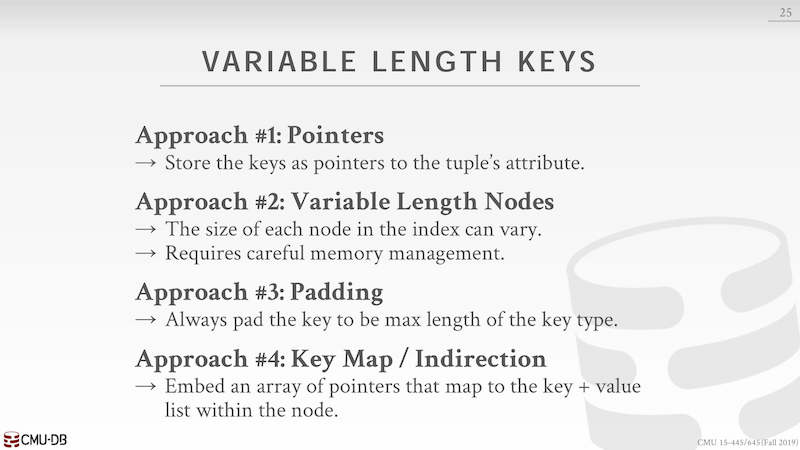 25
VARIABLE LENGTH KEYS
Approach #1: Pointers
→ Store the keys as pointers to the tuple's attribute.
Approach #2: Variable Length Nodes
→ The size of each node in the index can vary.
→ Requires careful memory management.
Approach #3: Padding
→ Always pad the key to be max length of the key type.
Approach #4: Key Map / Indirection
→ Embed an array of pointers that map to the key + value
list within the node.
CMU·DB
CMU 15-445/645 (Fall 2019)